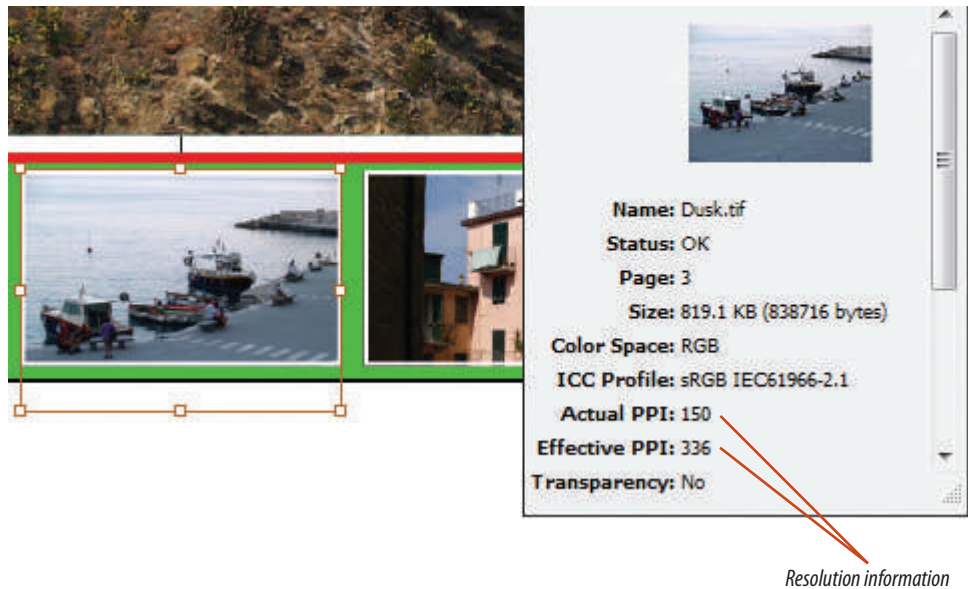 Name: Dusk.tif
Status: OK
Page: 3
Size: 819.1 KB (838716 bytes)
Color Space: RGB
ICC Profile: sRGB IEC61966-2.1
Actual PPI: 150
Effective PPI: 336
Transparency: No
Resolution information